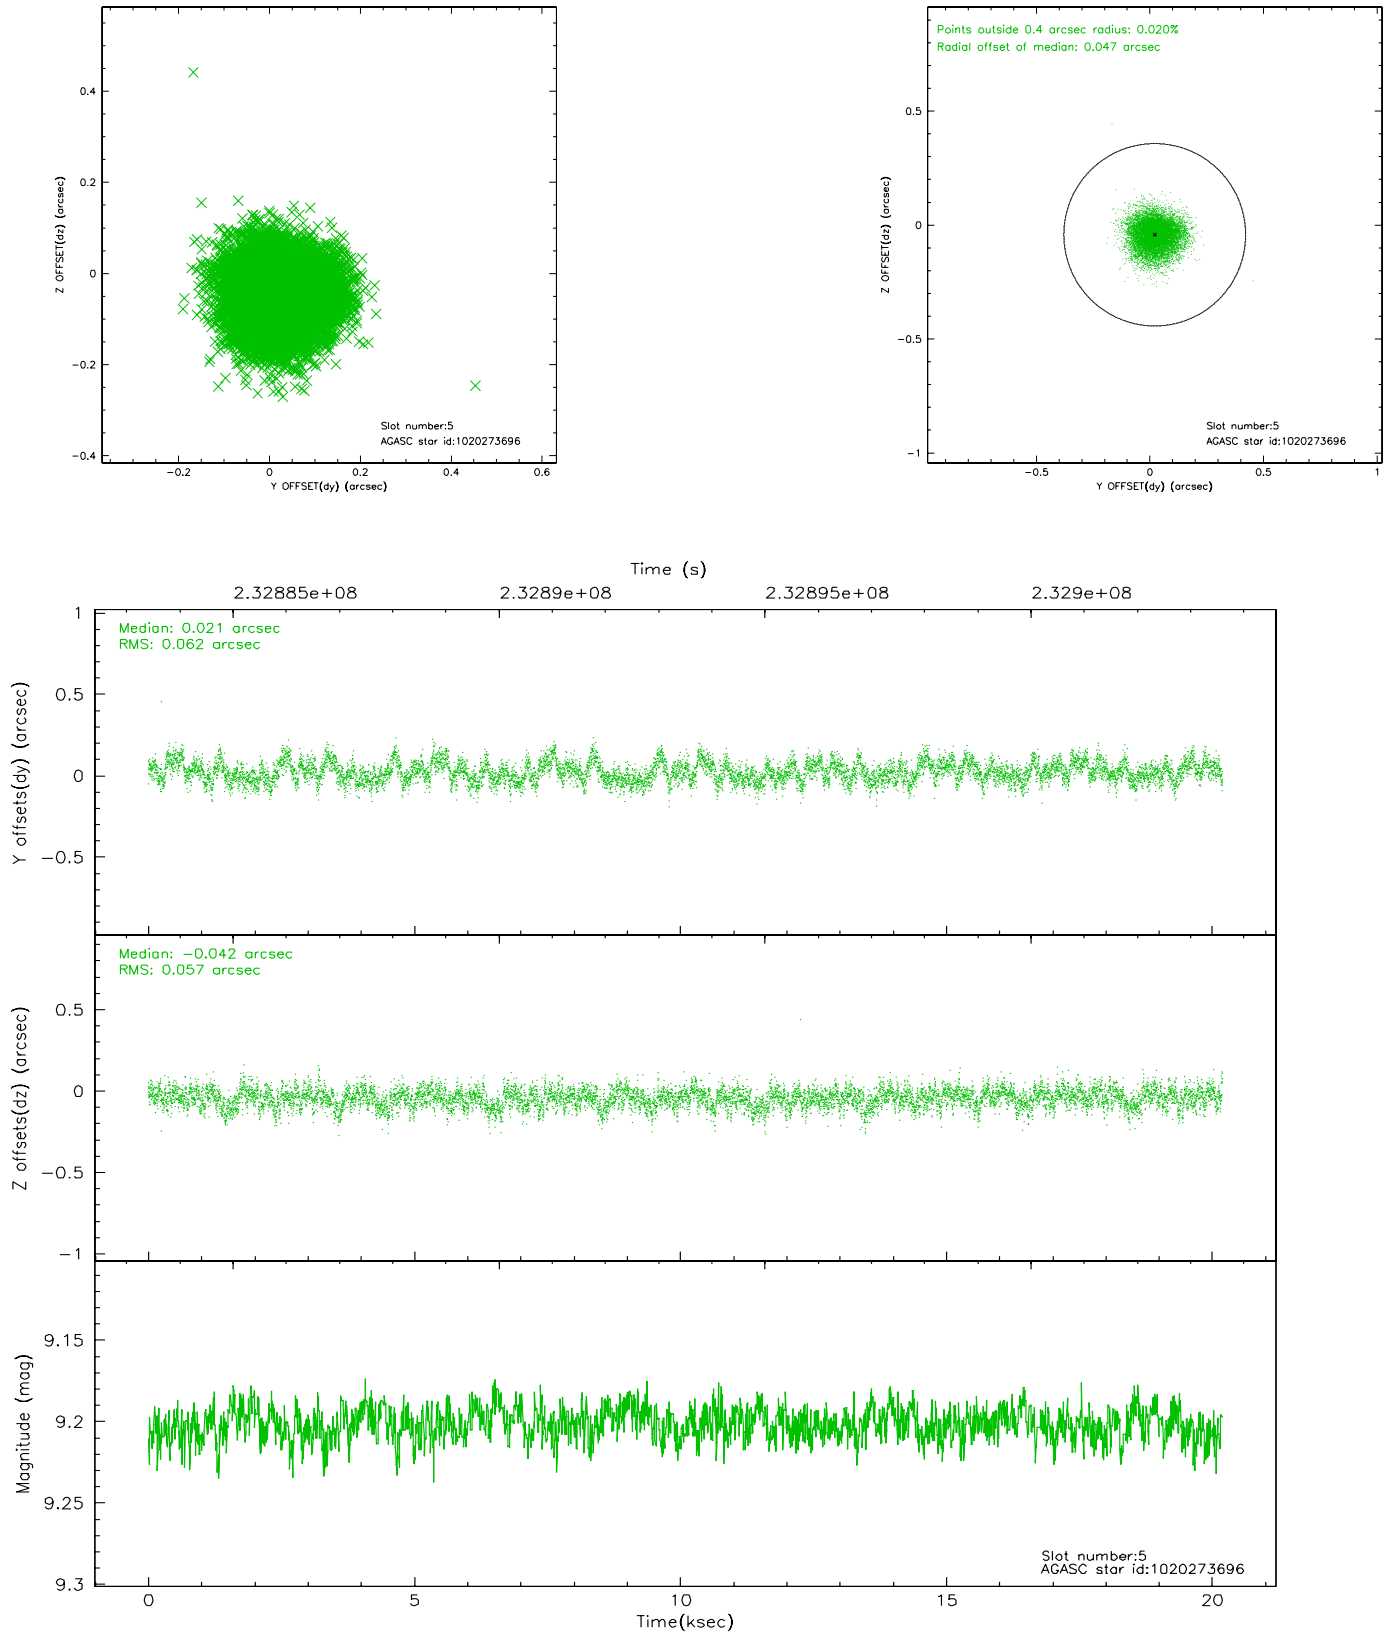 0.4
0.2
0
−0.2
−0.4
Z OFFSET(dz) (arcsec)
Slot number:5
AGASC star id:1020273696
−0.2 0 0.2 0.4 0.6
Y OFFSET(dy) (arcsec)
Points outside 0.4 arcsec radius: 0.020%
Radial offset of median: 0.047 arcsec
0.5
0
−0.5
−1
Z OFFSET(dz) (arcsec)
Slot number:5
AGASC star id:1020273696
−0.5 0 0.5 1
Y OFFSET(dy) (arcsec)
Time (s)
2.32885e+08 2.3289e+08 2.32895e+08 2.329e+08
Median: 0.021 arcsec
RMS: 0.062 arcsec
1
0.5
0
−0.5
Y offsets(dy) (arcsec)
Median: −0.042 arcsec
RMS: 0.057 arcsec
0.5
0
−0.5
−1
Z offsets(dz) (arcsec)
9.15
9.2
9.25
9.3
Magnitude (mag)
Slot number:5
AGASC star id:1020273696
0 5 10 15 20
Time(ksec)